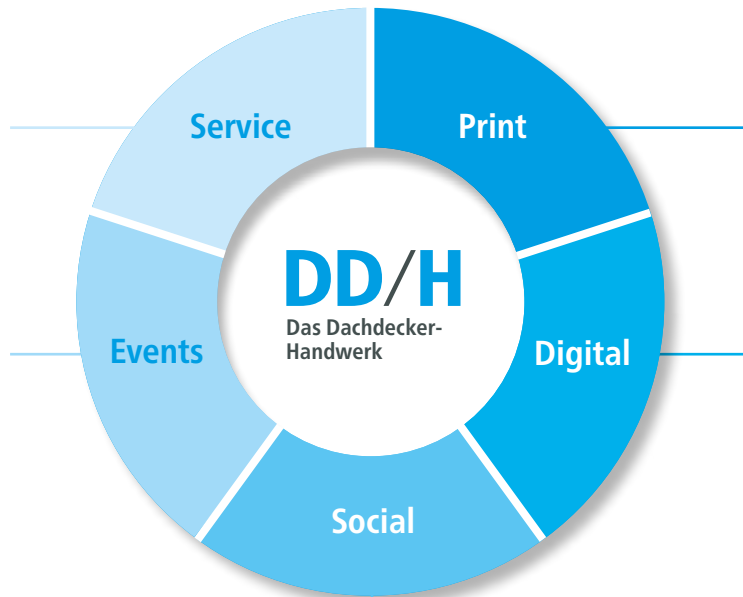 Service
Print
DD/H
Das Dachdecker-
Handwerk
Events
Digital
Social